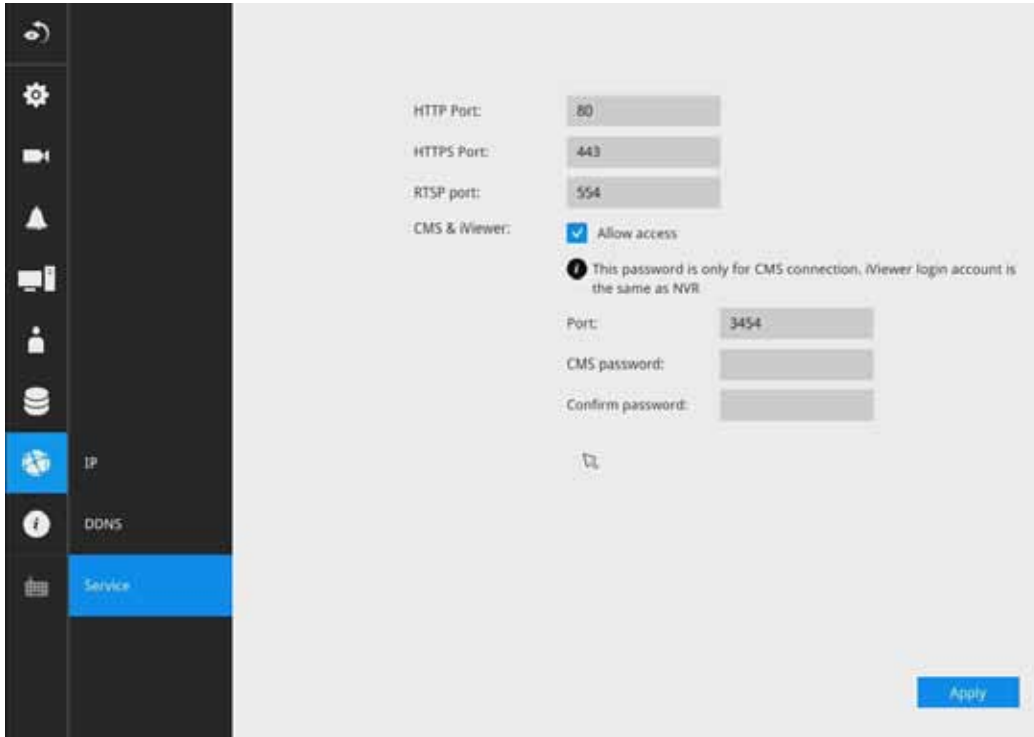 HTTP Port: 80
HTTPS Port: 443
RTSP port: 554
CMS & iViewer: Allow access
This password is only for CMS connection, iViewer login account is
the same as NVR
Port: 3454
CMS password:
Confirm password:
IP
DDNS
Service
Apply